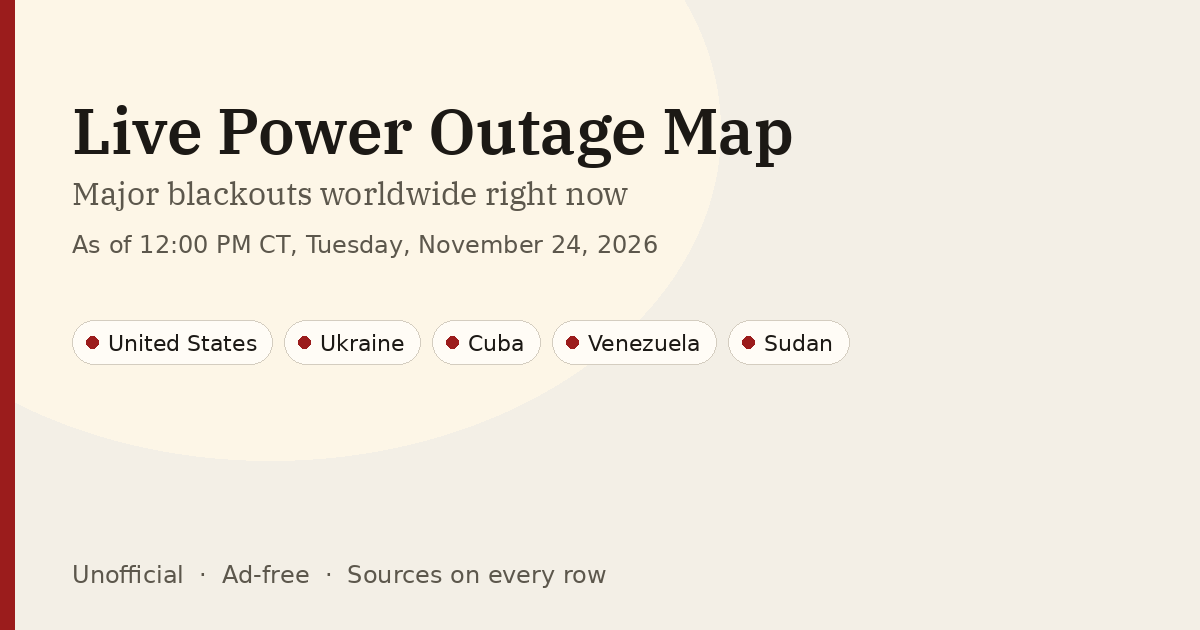 Live Power Outage Map
Major blackouts worldwide right now
As of 12:00 PM CT, Tuesday, November 24, 2026
United States Ukraine Cuba Venezuela Sudan
Unofficial · Ad-free · Sources on every row